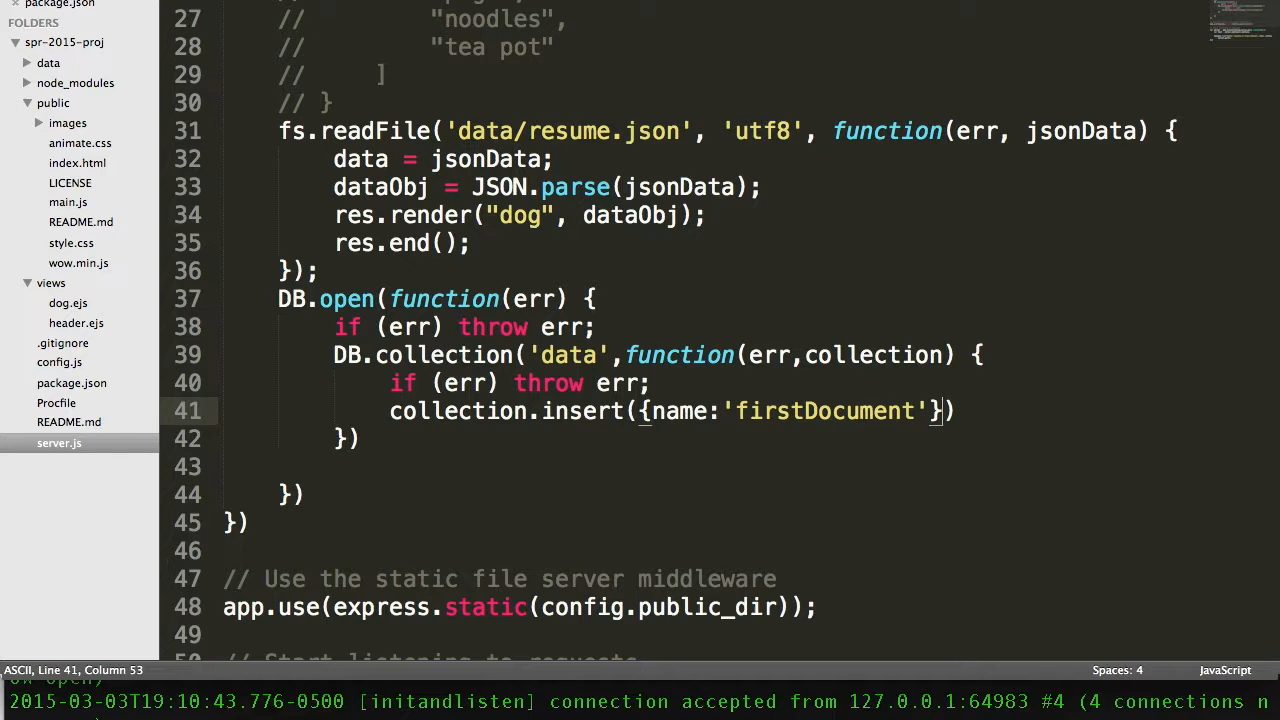 package.json
FOLDERS
spr-2015-proj
data
node_modules
public
images
animate.css
index.html
LICENSE
main.js
README.md
style.css
wow.min.js
views
dog.ejs
header.ejs
.gitignore
config.js
package.json
Procfile
README.md
server.js
27 // "noodles",
28 // "tea pot"
29 // ]
30 // }
31 fs.readFile('data/resume.json', 'utf8', function(err, jsonData) {
32 data = jsonData;
33 dataObj = JSON.parse(jsonData);
34 res.render("dog", dataObj);
35 res.end();
36 });
37 DB.open(function(err) {
38 if (err) throw err;
39 DB.collection('data',function(err,collection) {
40 if (err) throw err;
41 collection.insert({name:'firstDocument'})
42 })
43
44 })
45 })
46
47 // Use the static file server middleware
48 app.use(express.static(config.public_dir));
49
50 // Start listening to requests
ASCII, Line 41, Column 53 Spaces: 4 JavaScript
ow open)
2015-03-03T19:10:43.776-0500 [initandlisten] connection accepted from 127.0.0.1:64983 #4 (4 connections n